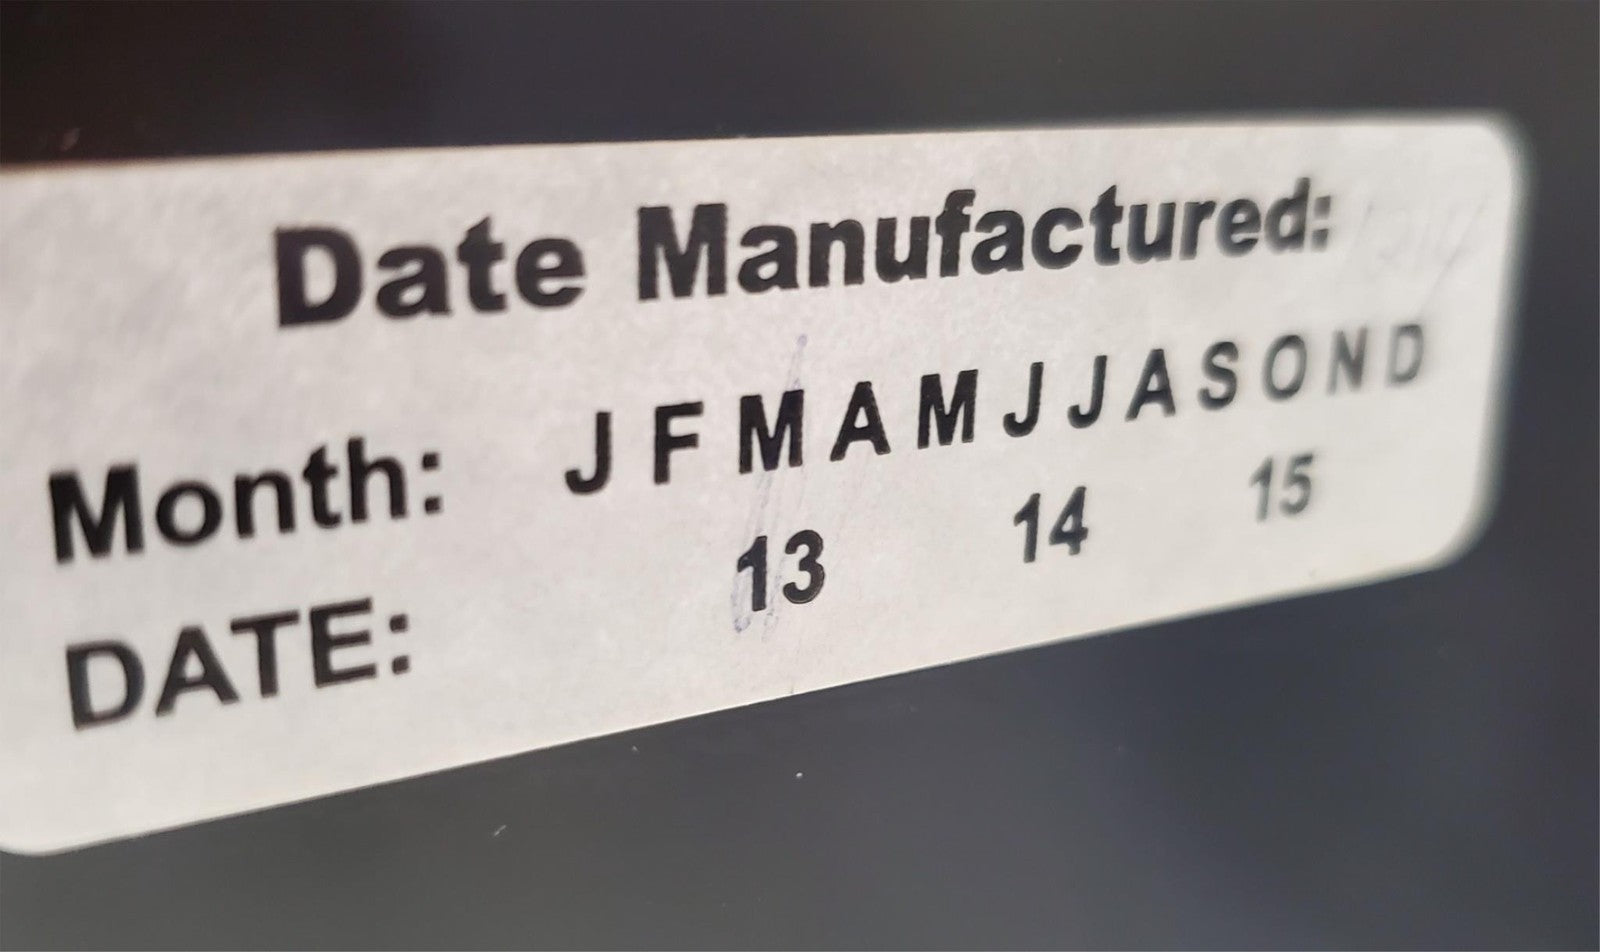 Date Manufactured:
Month: J F M A M J J A S O N D
DATE: 13 14 15